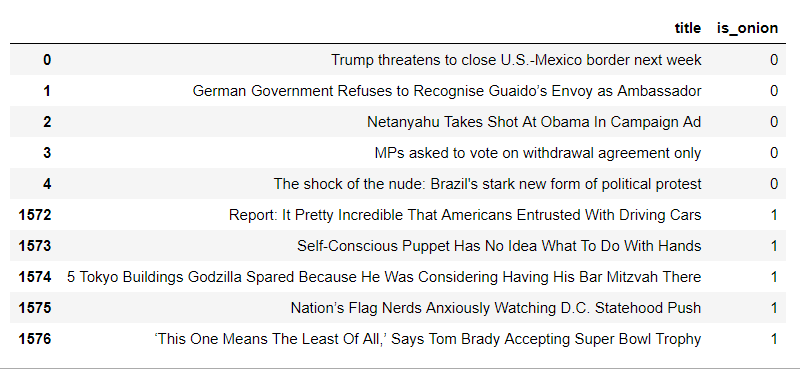 title is_onion
0 Trump threatens to close U.S.-Mexico border next week 0
1 German Government Refuses to Recognise Guaido’s Envoy as Ambassador 0
2 Netanyahu Takes Shot At Obama In Campaign Ad 0
3 MPs asked to vote on withdrawal agreement only 0
4 The shock of the nude: Brazil's stark new form of political protest 0
1572 Report: It Pretty Incredible That Americans Entrusted With Driving Cars 1
1573 Self-Conscious Puppet Has No Idea What To Do With Hands 1
1574 5 Tokyo Buildings Godzilla Spared Because He Was Considering Having His Bar Mitzvah There 1
1575 Nation’s Flag Nerds Anxiously Watching D.C. Statehood Push 1
1576 ‘This One Means The Least Of All,’ Says Tom Brady Accepting Super Bowl Trophy 1